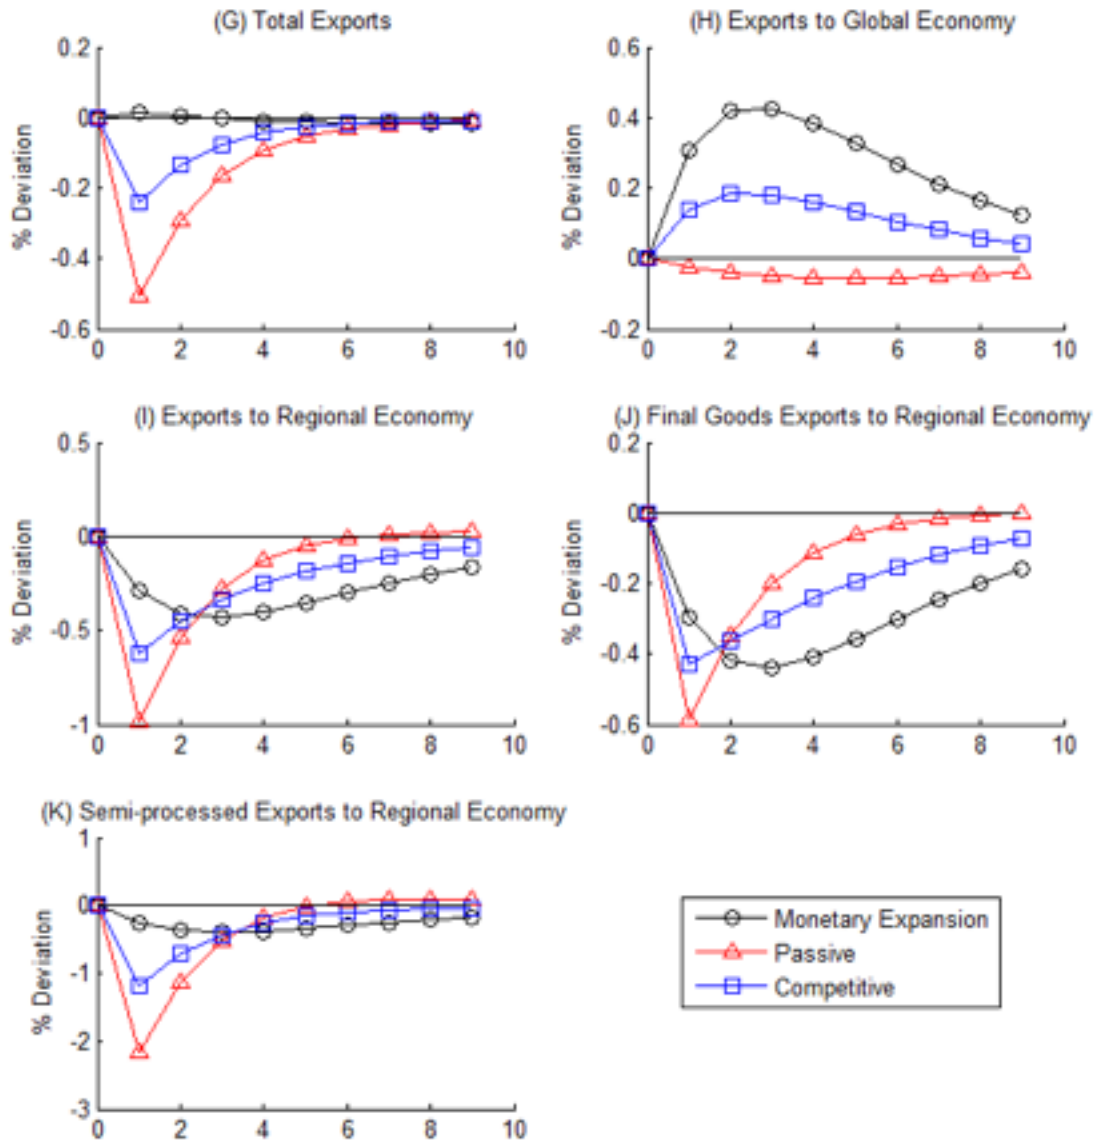 (G) Total Exports
0.2
0
-0.2
-0.4
-0.6
% Deviation
0 2 4 6 8 10
(H) Exports to Global Economy
0.6
0.4
0.2
0
-0.2
% Deviation
0 2 4 6 8 10
(I) Exports to Regional Economy
0.5
0
-0.5
-1
% Deviation
0 2 4 6 8 10
(J) Final Goods Exports to Regional Economy
0.2
0
-0.2
-0.4
-0.6
% Deviation
0 2 4 6 8 10
(K) Semi-processed Exports to Regional Economy
1
0
-1
-2
-3
% Deviation
0 2 4 6 8 10
Monetary Expansion
Passive
Competitive